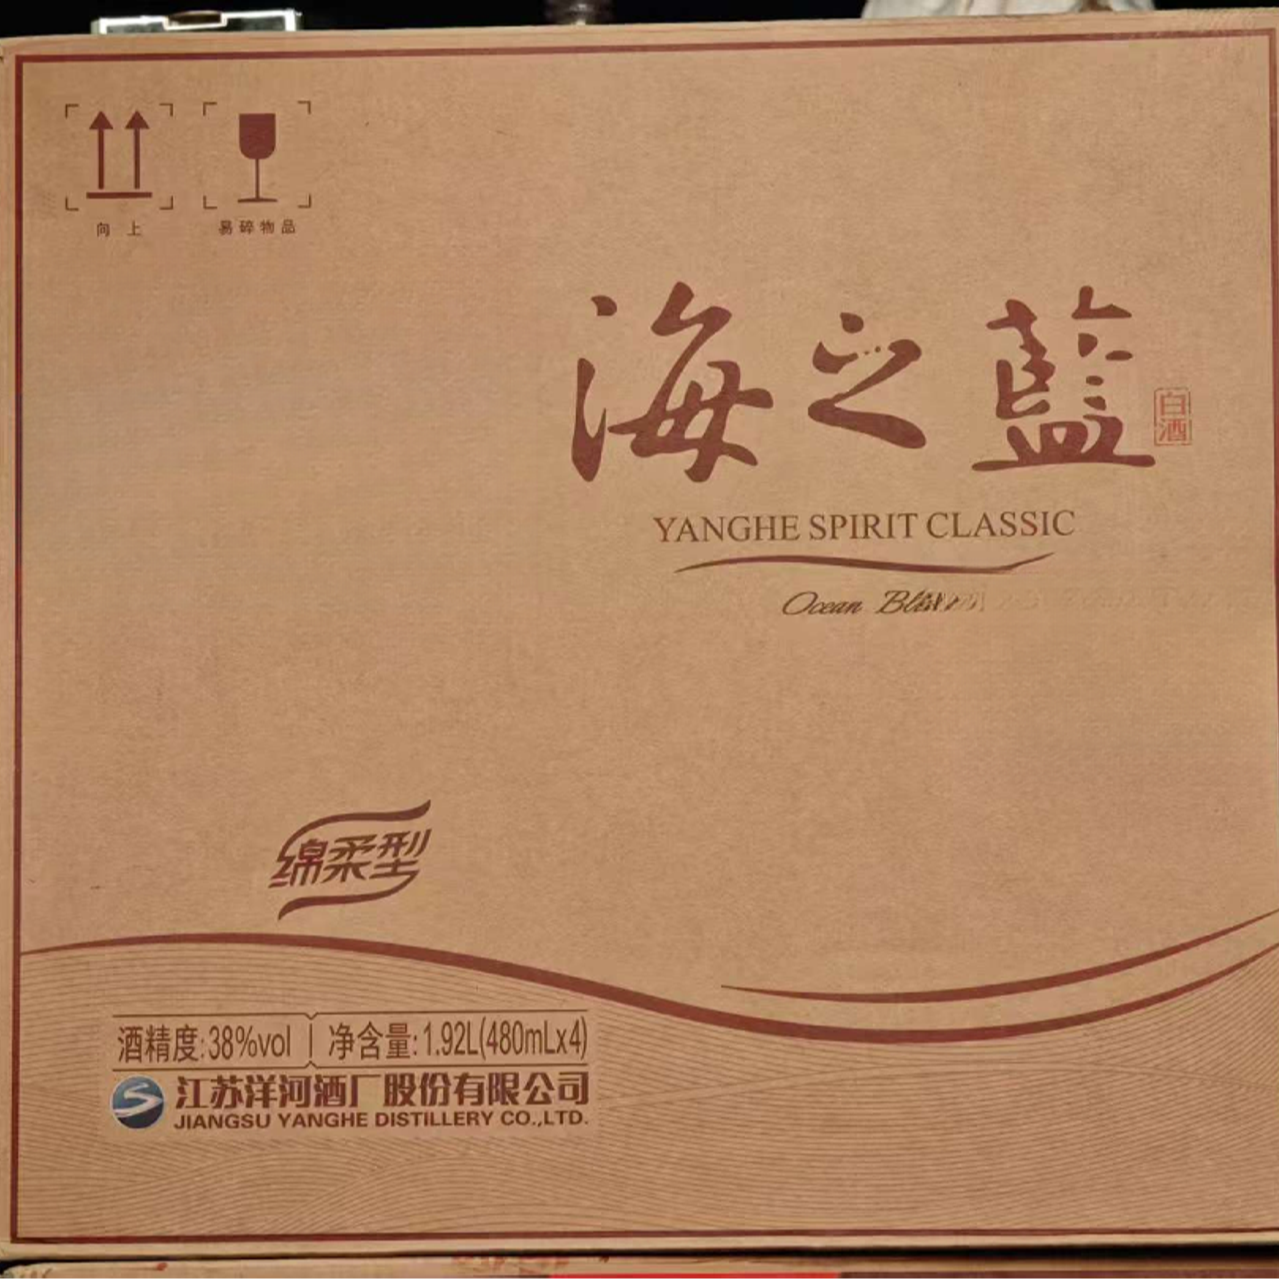 向上
易碎物品
海之藍
白酒
YANGHE SPIRIT CLASSIC
Ocean
绵柔型
酒精度:38%vol | 净含量:1.92L(480mLx4)
江苏洋河酒厂股份有限公司
JIANGSU YANGHE DISTILLERY CO.,LTD.